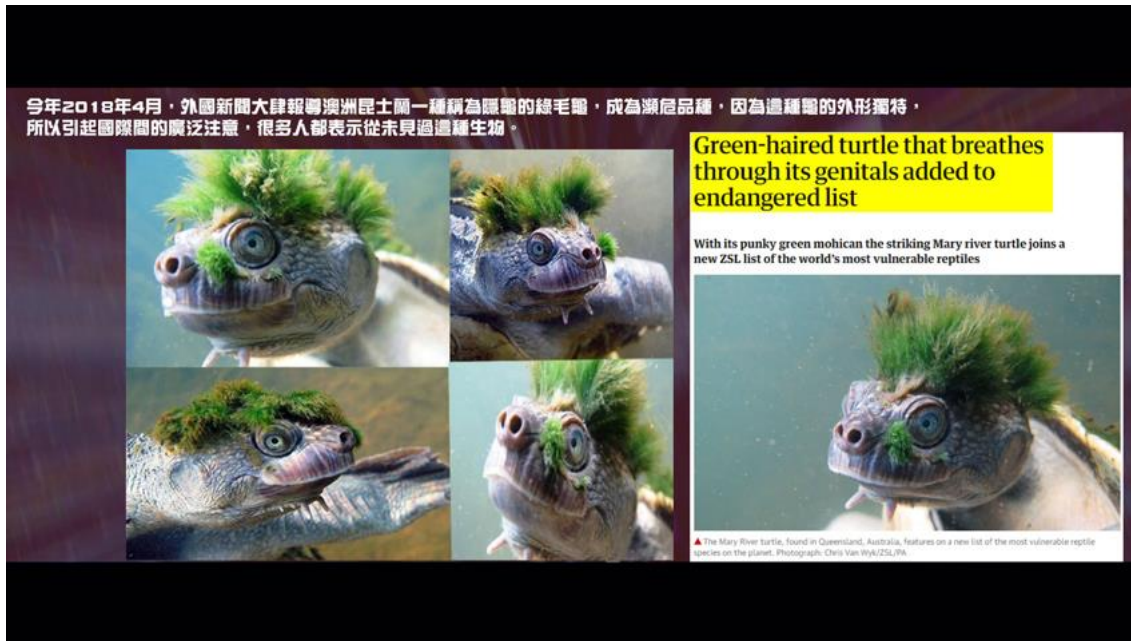 今年2018年4月，外國新聞大肆報導澳洲昆士蘭一種稱為隱龜的綠毛龜，成為瀕危品種，因為這種龜的外形獨特，
所以引起國際間的廣泛注意，很多人都表示從未見過這種生物。
Green-haired turtle that breathes
through its genitals added to
endangered list
With its punky green mohican the striking Mary river turtle joins a
new ZSL list of the world's most vulnerable reptiles
▲ The Mary River turtle, found in Queensland, Australia, features on a new list of the most vulnerable reptile
species on the planet. Photograph: Chris Van Wyk/ZSL/PA